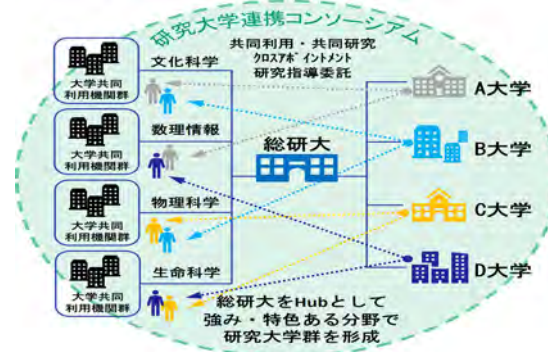 研究大学連携コンソーシアム
共同利用・共同研究
クロスアポイントメント
研究指導委託
文化科学
大学共同
利用機関群
数理情報
大学共同
利用機関群
物理科学
大学共同
利用機関群
生命科学
大学共同
利用機関群
総研大
A大学
B大学
C大学
D大学
総研大をHubとして
強み・特色ある分野で
研究大学群を形成